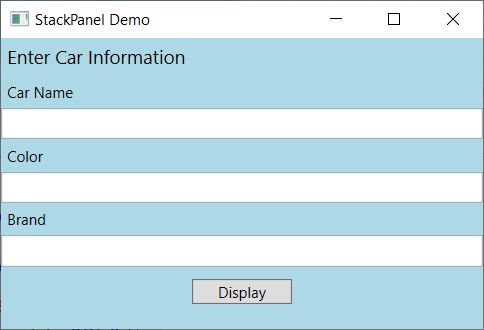 StackPanel Demo
Enter Car Information
Car Name
Color
Brand
Display